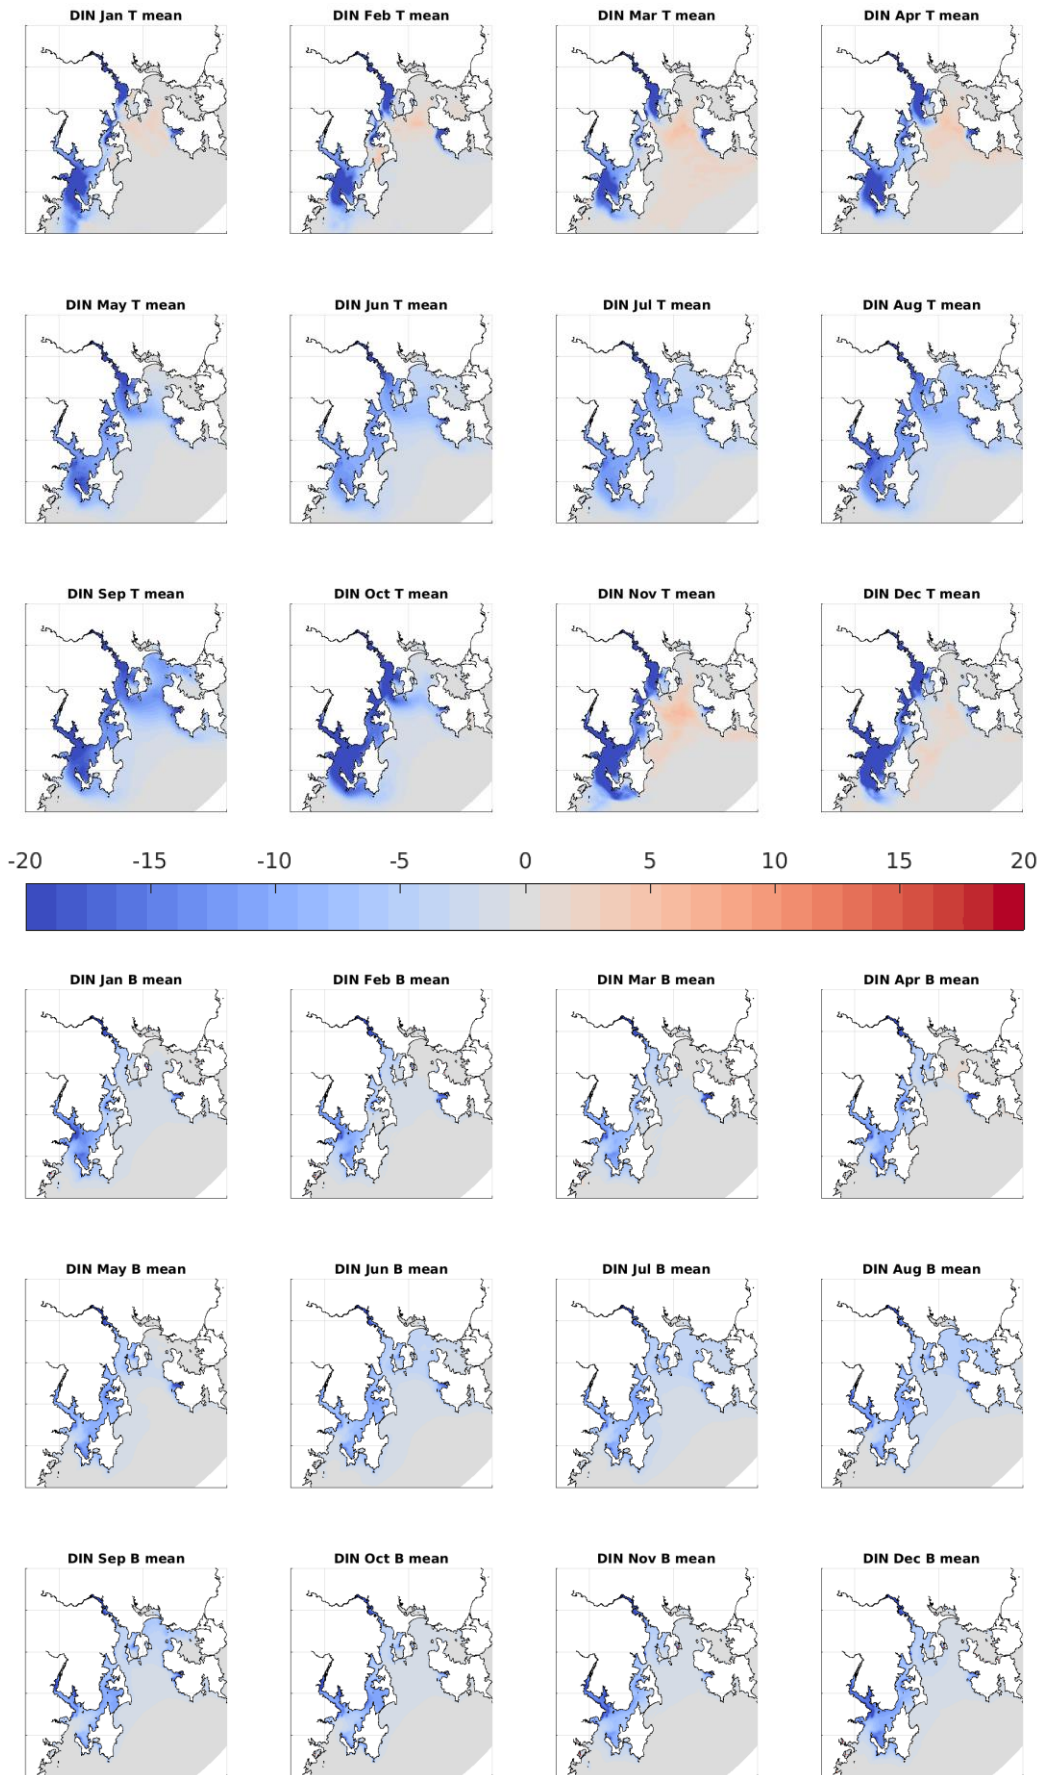 DIN Jan T mean DIN Feb T mean DIN Mar T mean DIN Apr T mean
DIN May T mean DIN Jun T mean DIN Jul T mean DIN Aug T mean
DIN Sep T mean DIN Oct T mean DIN Nov T mean DIN Dec T mean
-20 -15 -10 -5 0 5 10 15 20
DIN Jan B mean DIN Feb B mean DIN Mar B mean DIN Apr B mean
DIN May B mean DIN Jun B mean DIN Jul B mean DIN Aug B mean
DIN Sep B mean DIN Oct B mean DIN Nov B mean DIN Dec B mean